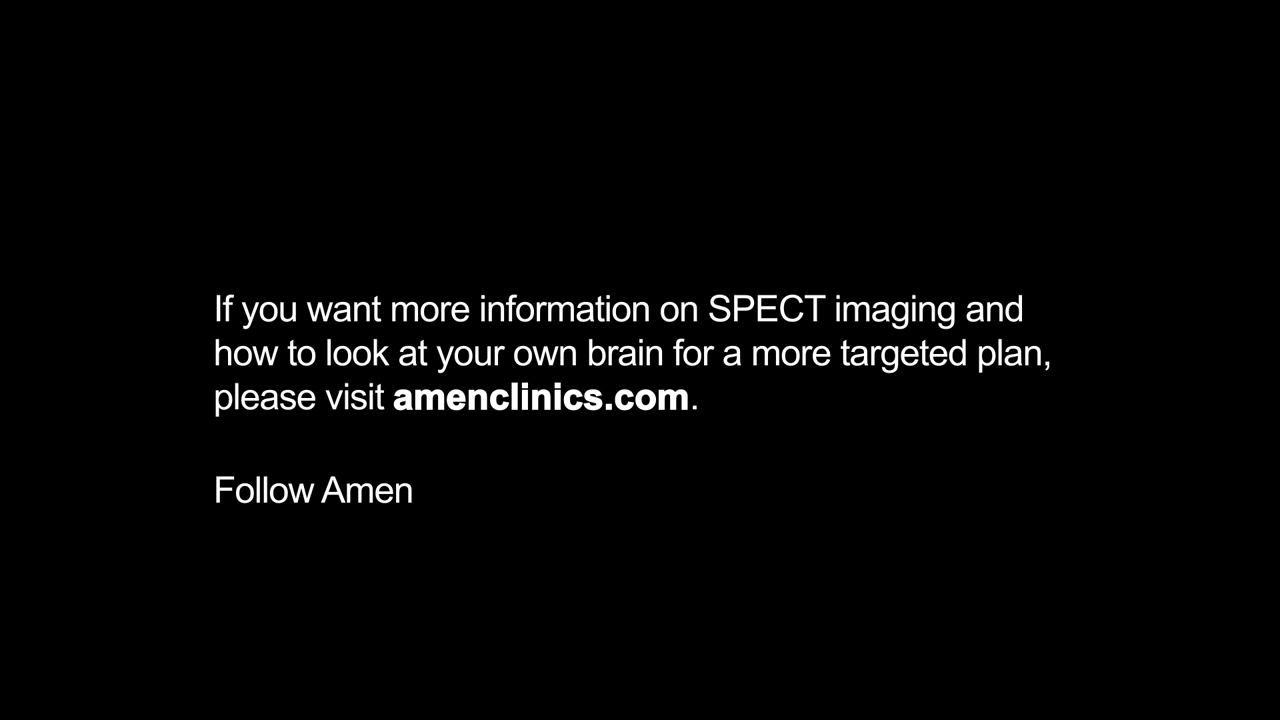 If you want more information on SPECT imaging and
how to look at your own brain for a more targeted plan,
please visit amenclinics.com.
Follow Amen